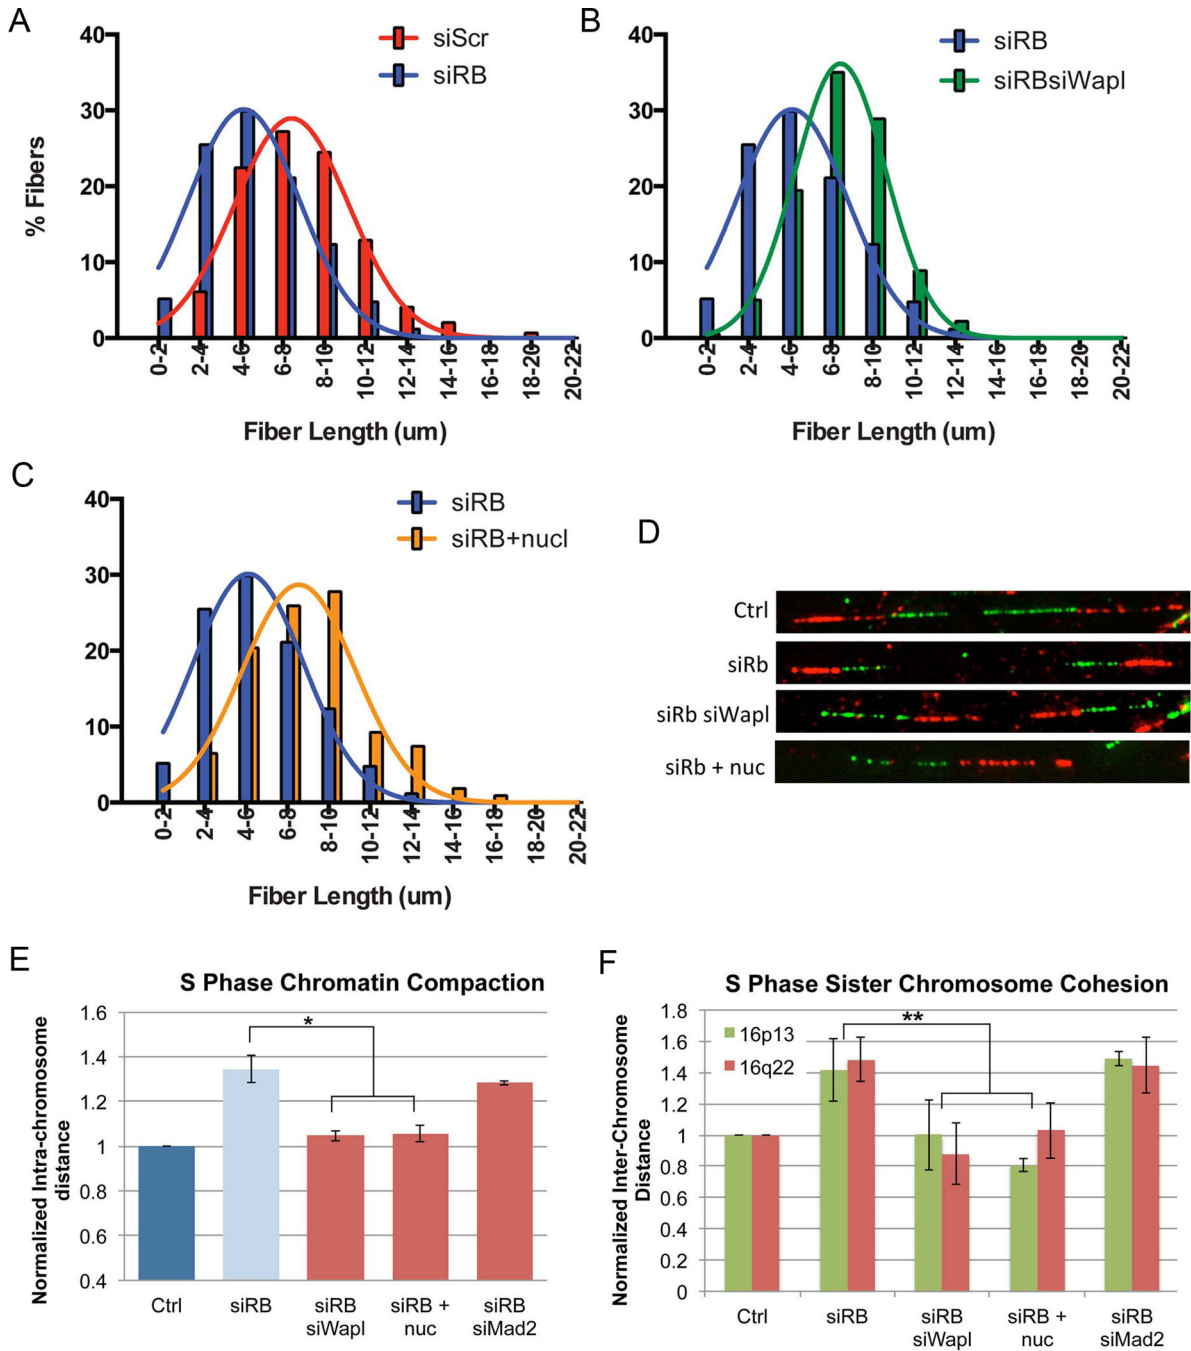 A
40
30
20
10
0
% Fibers
siScr
siRB
0-2
2-4
4-6
6-8
8-10
10-12
12-14
14-16
16-18
18-20
20-22
Fiber Length (um)
B
40
30
20
10
0
siRB
siRBsiWapl
0-2
2-4
4-6
6-8
8-10
10-12
12-14
14-16
16-18
18-20
20-22
Fiber Length (um)
C
40
30
20
10
0
siRB
siRB+nucl
0-2
2-4
4-6
6-8
8-10
10-12
12-14
14-16
16-18
18-20
20-22
Fiber Length (um)
D
Ctrl
siRb
siRb siWapl
siRb + nuc
E
S Phase Chromatin Compaction
Normalized Intra-chromosome
distance
1.6
1.4
1.2
1
0.8
0.6
0.4
*
Ctrl
siRB
siRB
siWapl
siRB +
nuc
siRB
siMad2
F
S Phase Sister Chromosome Cohesion
Normalized Inter-Chromosome
Distance
1.8
1.6
1.4
1.2
1
0.8
0.6
0.4
0.2
0
16p13
16q22
**
Ctrl
siRB
siRB
siWapl
siRB +
nuc
siRB
siMad2